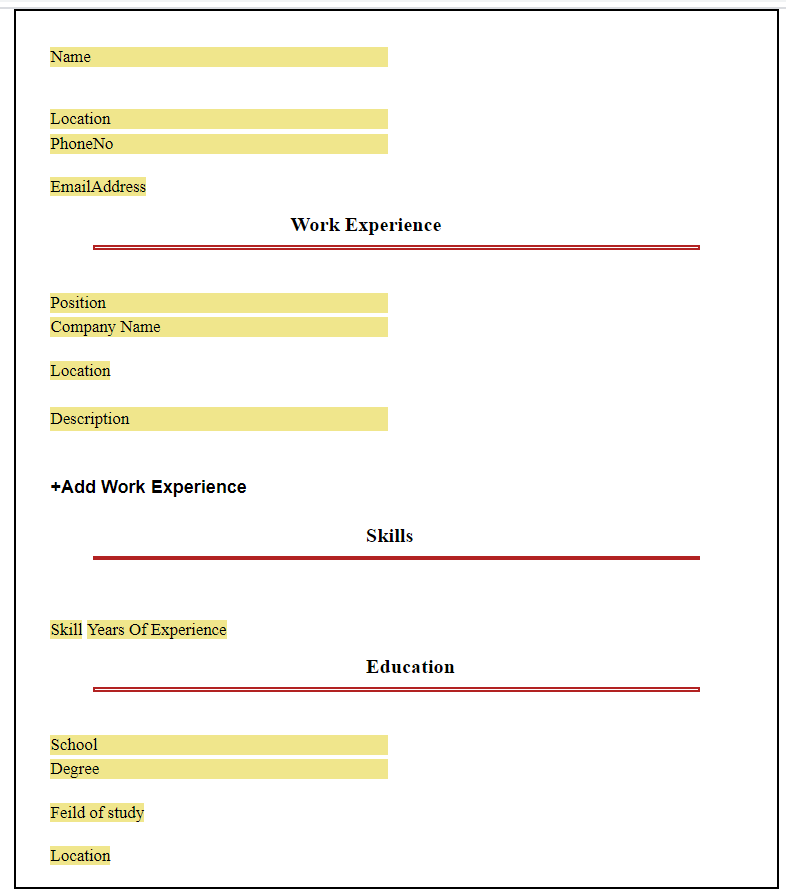 Name
Location
PhoneNo
EmailAddress
Work Experience
Position
Company Name
Location
Description
+Add Work Experience
Skills
Skill Years Of Experience
Education
School
Degree
Feild of study
Location